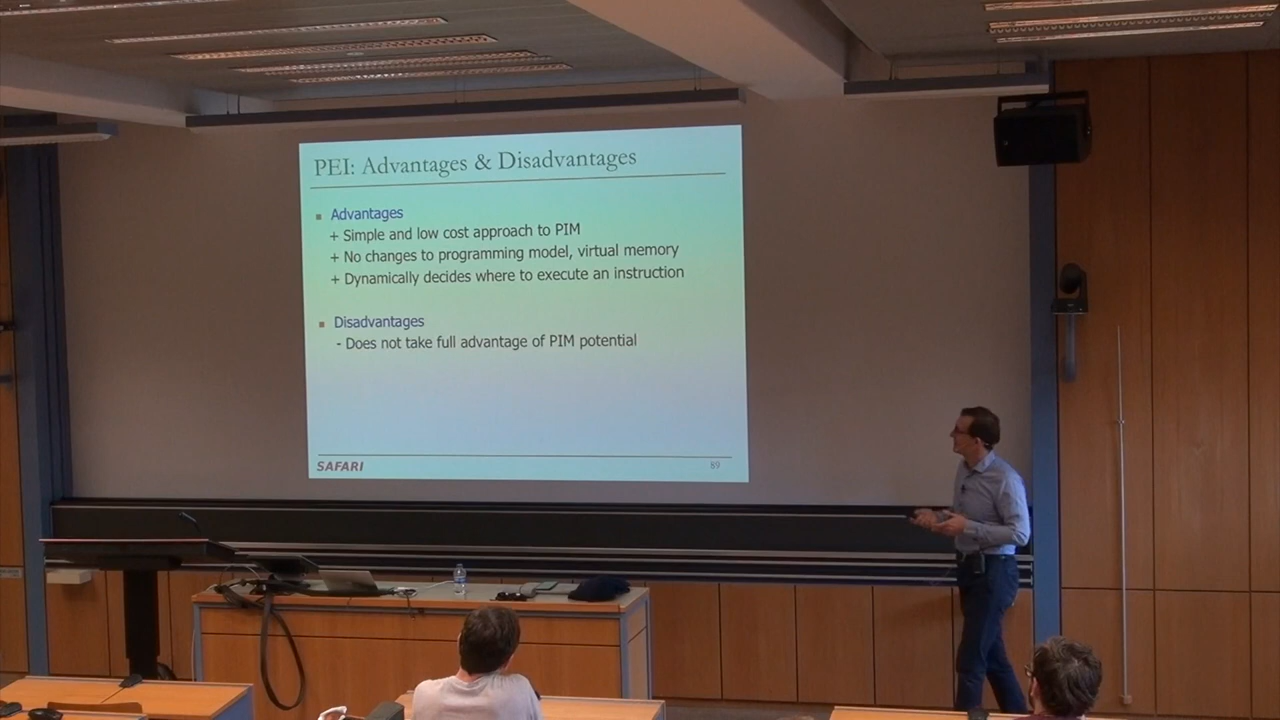 PEI: Advantages & Disadvantages
▪ Advantages
+ Simple and low cost approach to PIM
+ No changes to programming model, virtual memory
+ Dynamically decides where to execute an instruction
▪ Disadvantages
- Does not take full advantage of PIM potential
SAFARI
89